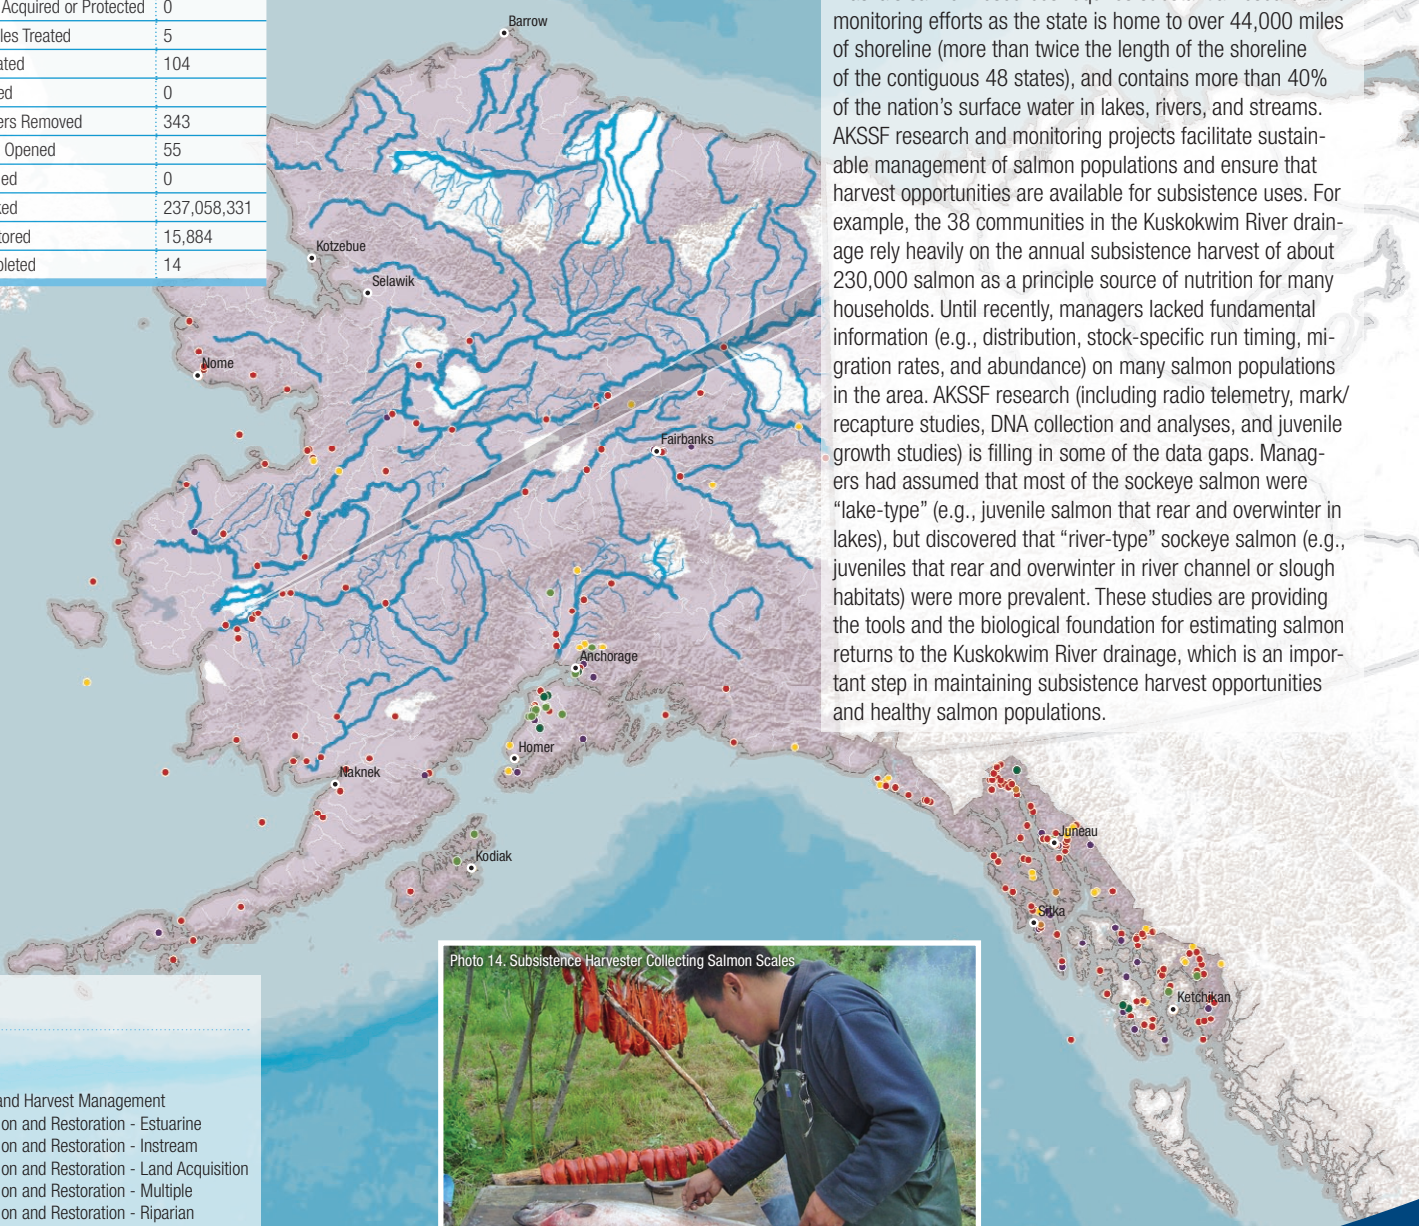 Acquired or Protected 0
les Treated 5
ated 104
ed 0
ers Removed 343
Opened 55
ed 0
ked 237,058,331
tored 15,884
pleted 14
monitoring efforts as the state is home to over 44,000 miles
of shoreline (more than twice the length of the shoreline
of the contiguous 48 states), and contains more than 40%
of the nation's surface water in lakes, rivers, and streams.
AKSSF research and monitoring projects facilitate sustain-
able management of salmon populations and ensure that
harvest opportunities are available for subsistence uses. For
example, the 38 communities in the Kuskokwim River drain-
age rely heavily on the annual subsistence harvest of about
230,000 salmon as a principle source of nutrition for many
households. Until recently, managers lacked fundamental
information (e.g., distribution, stock-specific run timing, mi-
gration rates, and abundance) on many salmon populations
in the area. AKSSF research (including radio telemetry, mark/
recapture studies, DNA collection and analyses, and juvenile
growth studies) is filling in some of the data gaps. Manag-
ers had assumed that most of the sockeye salmon were
“lake-type” (e.g., juvenile salmon that rear and overwinter in
lakes), but discovered that “river-type” sockeye salmon (e.g.,
juveniles that rear and overwinter in river channel or slough
habitats) were more prevalent. These studies are providing
the tools and the biological foundation for estimating salmon
returns to the Kuskokwim River drainage, which is an impor-
tant step in maintaining subsistence harvest opportunities
and healthy salmon populations.
Barrow
Kotzebue
Selawik
Nome
Fairbanks
Anchorage
Homer
Naknek
Kodiak
Juneau
Sitka
Ketchikan
Photo 14. Subsistence Harvester Collecting Salmon Scales
and Harvest Management
on and Restoration - Estuarine
on and Restoration - Instream
on and Restoration - Land Acquisition
on and Restoration - Multiple
on and Restoration - Riparian